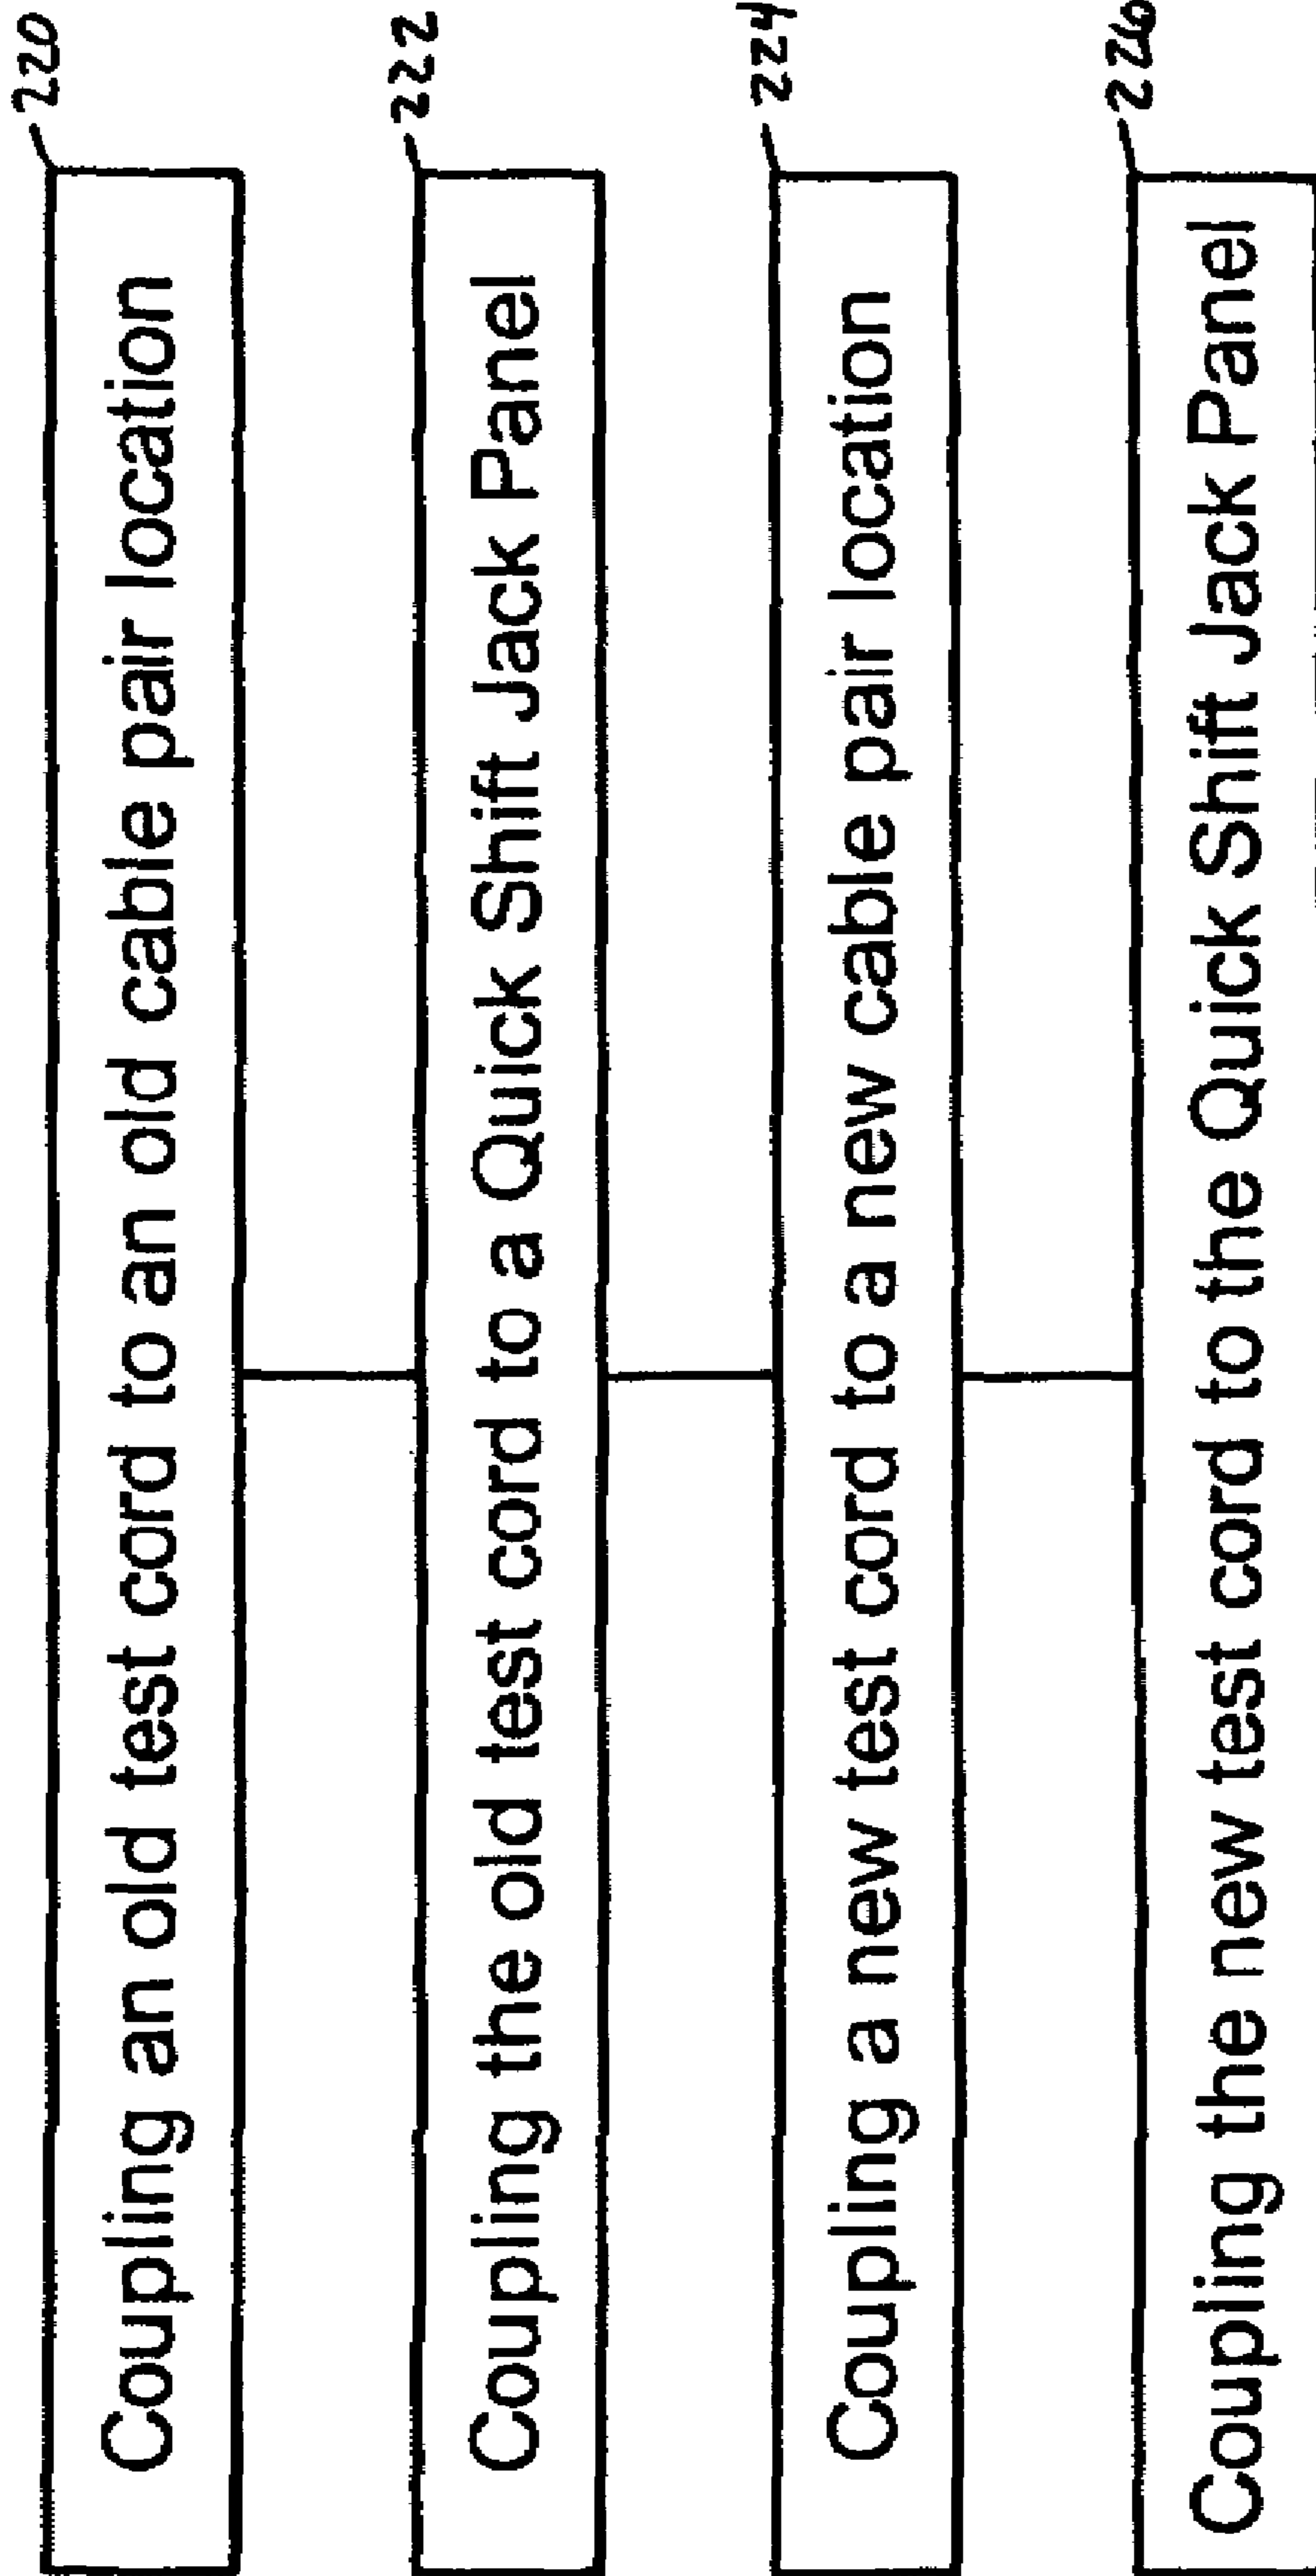 220
Coupling an old test cord to an old cable pair location
222
Coupling the old test cord to a Quick Shift Jack Panel
224
Coupling a new test cord to a new cable pair location
226
Coupling the new test cord to the Quick Shift Jack Panel